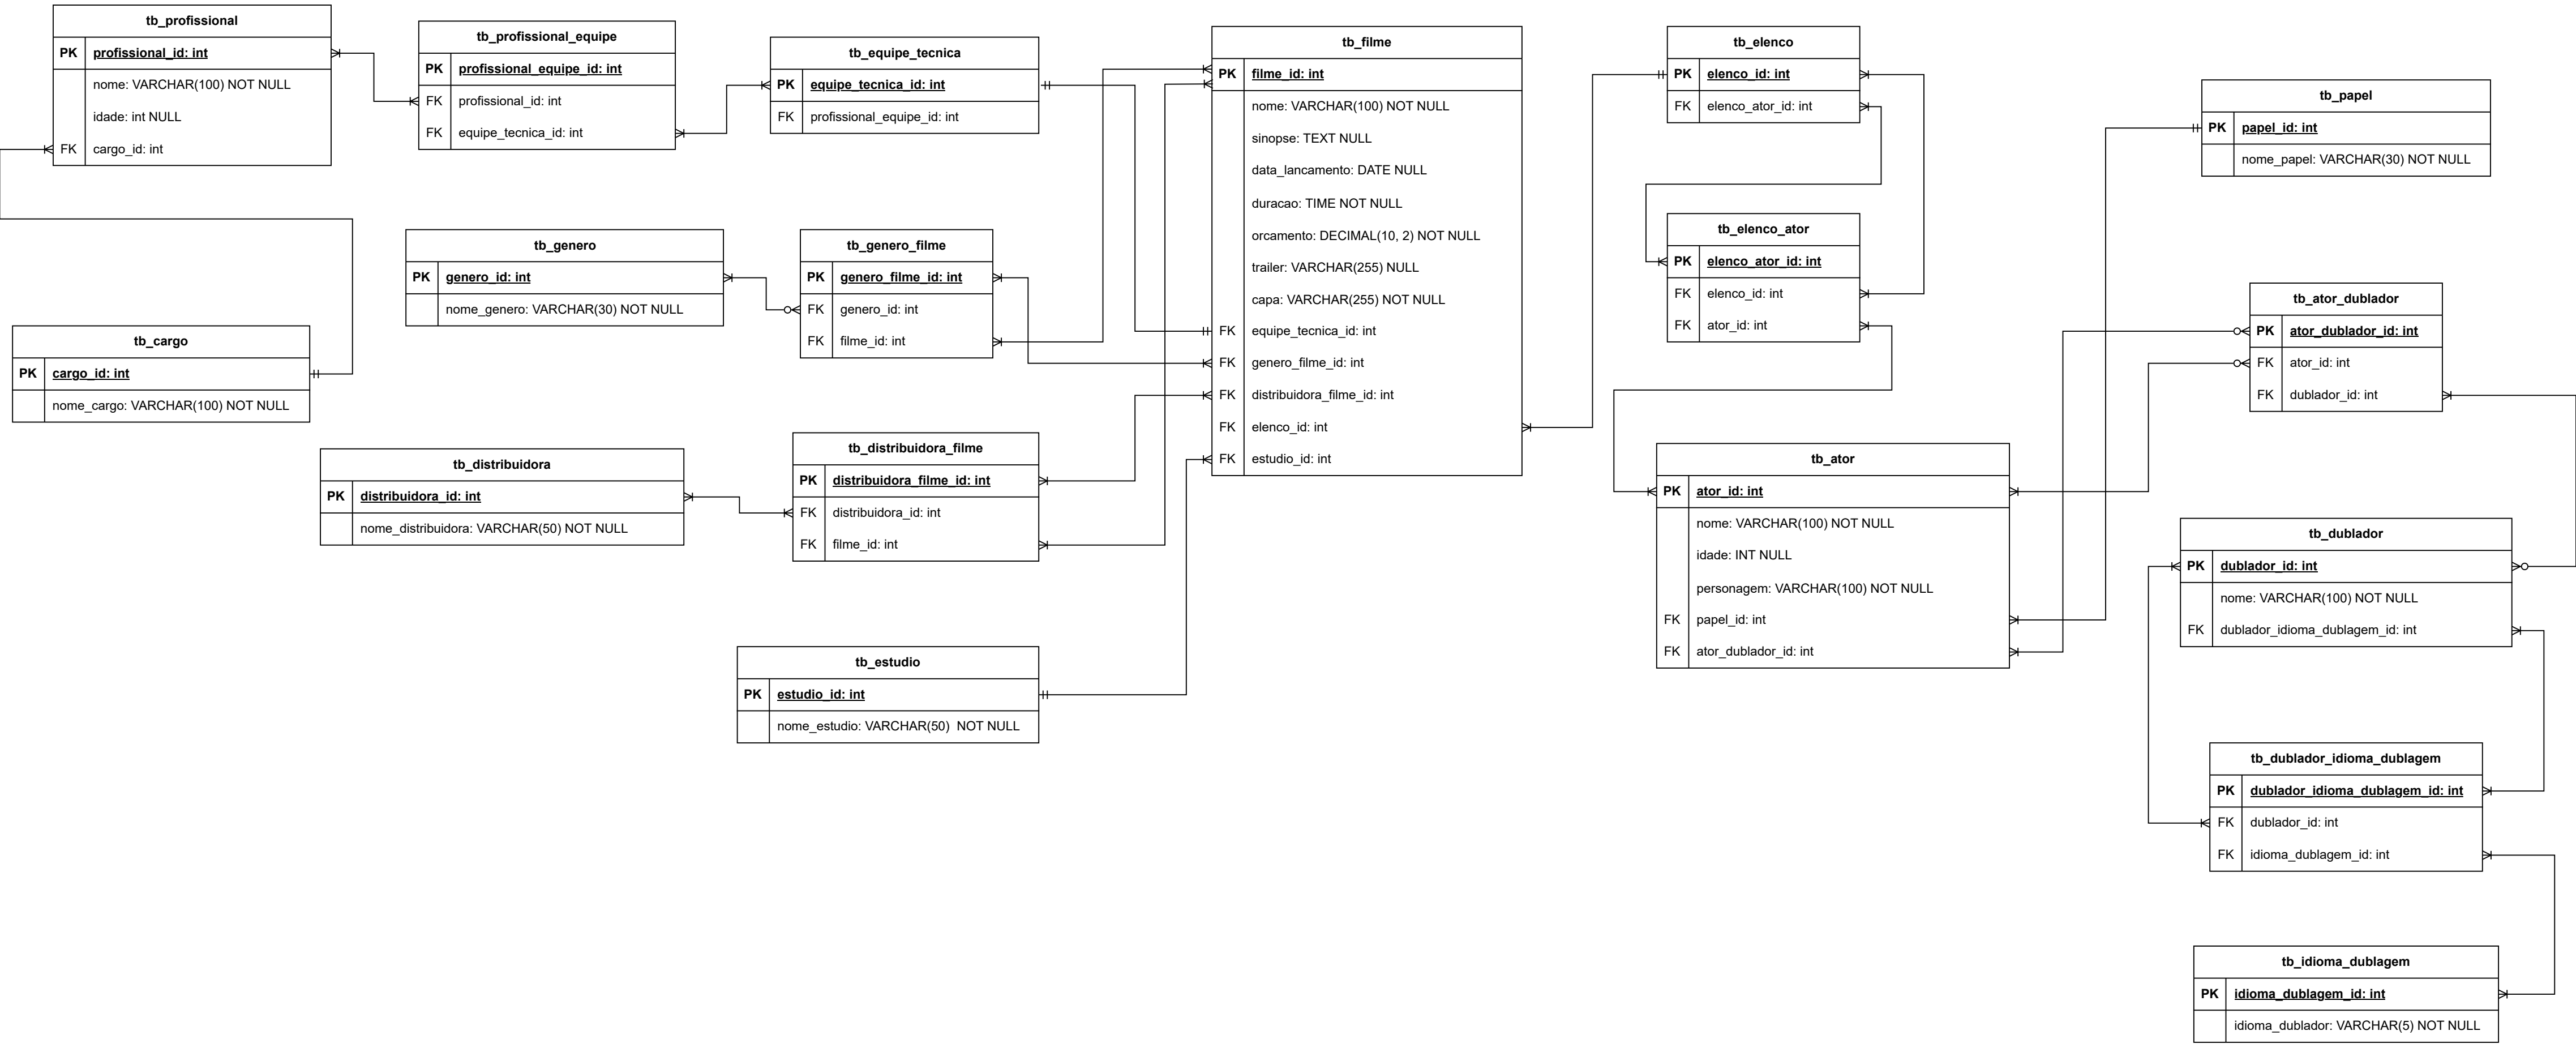 tb_profissional
PK profissional_id: int
nome: VARCHAR(100) NOT NULL
idade: int NULL
FK cargo_id: int
tb_profissional_equipe
PK profissional_equipe_id: int
FK profissional_id: int
FK equipe_tecnica_id: int
tb_equipe_tecnica
PK equipe_tecnica_id: int
FK profissional_equipe_id: int
tb_filme
PK filme_id: int
nome: VARCHAR(100) NOT NULL
sinopse: TEXT NULL
data_lancamento: DATE NULL
duracao: TIME NOT NULL
orcamento: DECIMAL(10, 2) NOT NULL
trailer: VARCHAR(255) NULL
capa: VARCHAR(255) NOT NULL
FK equipe_tecnica_id: int
FK genero_filme_id: int
FK distribuidora_filme_id: int
FK elenco_id: int
FK estudio_id: int
tb_elenco
PK elenco_id: int
FK elenco_ator_id: int
tb_papel
PK papel_id: int
nome_papel: VARCHAR(30) NOT NULL
tb_genero
PK genero_id: int
nome_genero: VARCHAR(30) NOT NULL
tb_genero_filme
PK genero_filme_id: int
FK genero_id: int
FK filme_id: int
tb_elenco_ator
PK elenco_ator_id: int
FK elenco_id: int
FK ator_id: int
tb_ator_dublador
PK ator_dublador_id: int
FK ator_id: int
FK dublador_id: int
tb_cargo
PK cargo_id: int
nome_cargo: VARCHAR(100) NOT NULL
tb_distribuidora
PK distribuidora_id: int
nome_distribuidora: VARCHAR(50) NOT NULL
tb_distribuidora_filme
PK distribuidora_filme_id: int
FK distribuidora_id: int
FK filme_id: int
tb_ator
PK ator_id: int
nome: VARCHAR(100) NOT NULL
idade: INT NULL
personagem: VARCHAR(100) NOT NULL
FK papel_id: int
FK ator_dublador_id: int
tb_dublador
PK dublador_id: int
nome: VARCHAR(100) NOT NULL
FK dublador_idioma_dublagem_id: int
tb_estudio
PK estudio_id: int
nome_estudio: VARCHAR(50) NOT NULL
tb_dublador_idioma_dublagem
PK dublador_idioma_dublagem_id: int
FK dublador_id: int
FK idioma_dublagem_id: int
tb_idioma_dublagem
PK idioma_dublagem_id: int
idioma_dublador: VARCHAR(5) NOT NULL